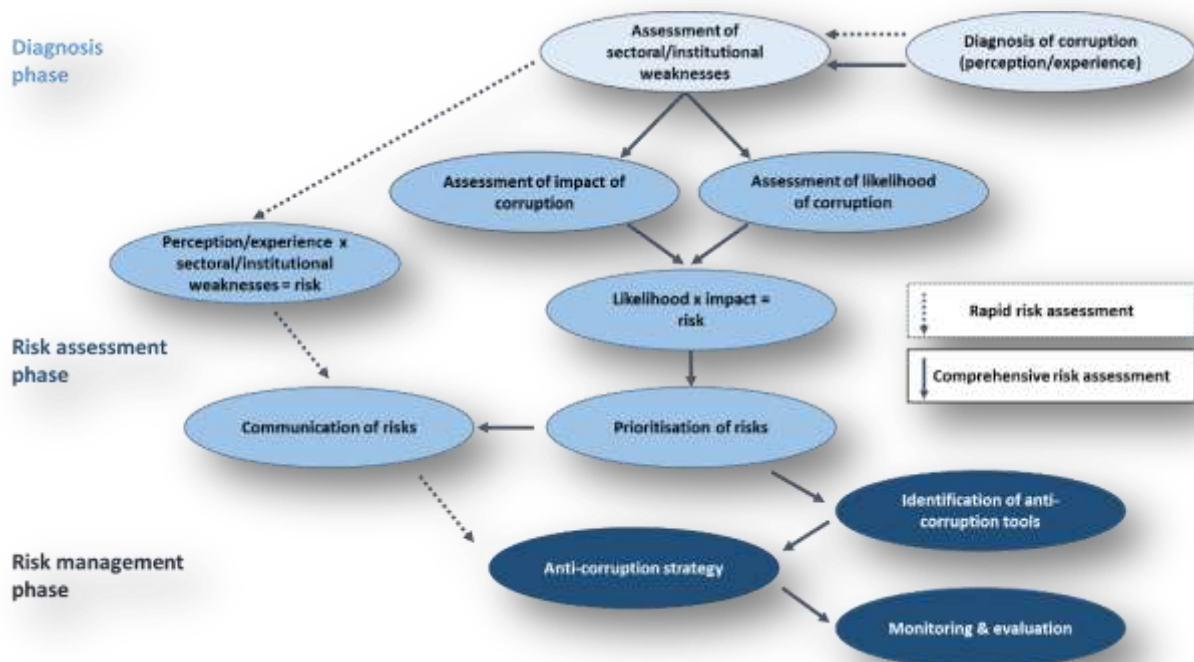 Diagnosis
phase
Assessment of
sectoral/institutional
weaknesses
Diagnosis of corruption
(perception/experience)
Assessment of impact of
corruption
Assessment of likelihood
of corruption
Perception/experience x
sectoral/institutional
weaknesses = risk
Likelihood x impact =
risk
Rapid risk assessment
Risk assessment
phase
Comprehensive risk assessment
Communication of risks
Prioritisation of risks
Identification of anti-
corruption tools
Risk management
phase
Anti-corruption strategy
Monitoring & evaluation